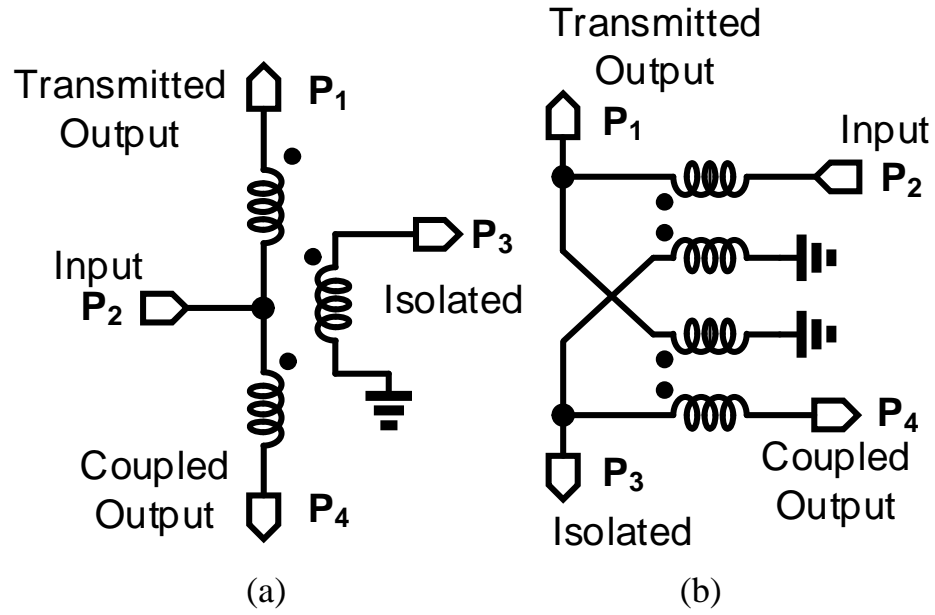 Transmitted
Output
P1
Input
P2
P3
Isolated
Coupled
Output
P4
(a)
Transmitted
Output
P1
Input
P2
P4
Coupled
Output
P3
Isolated
(b)